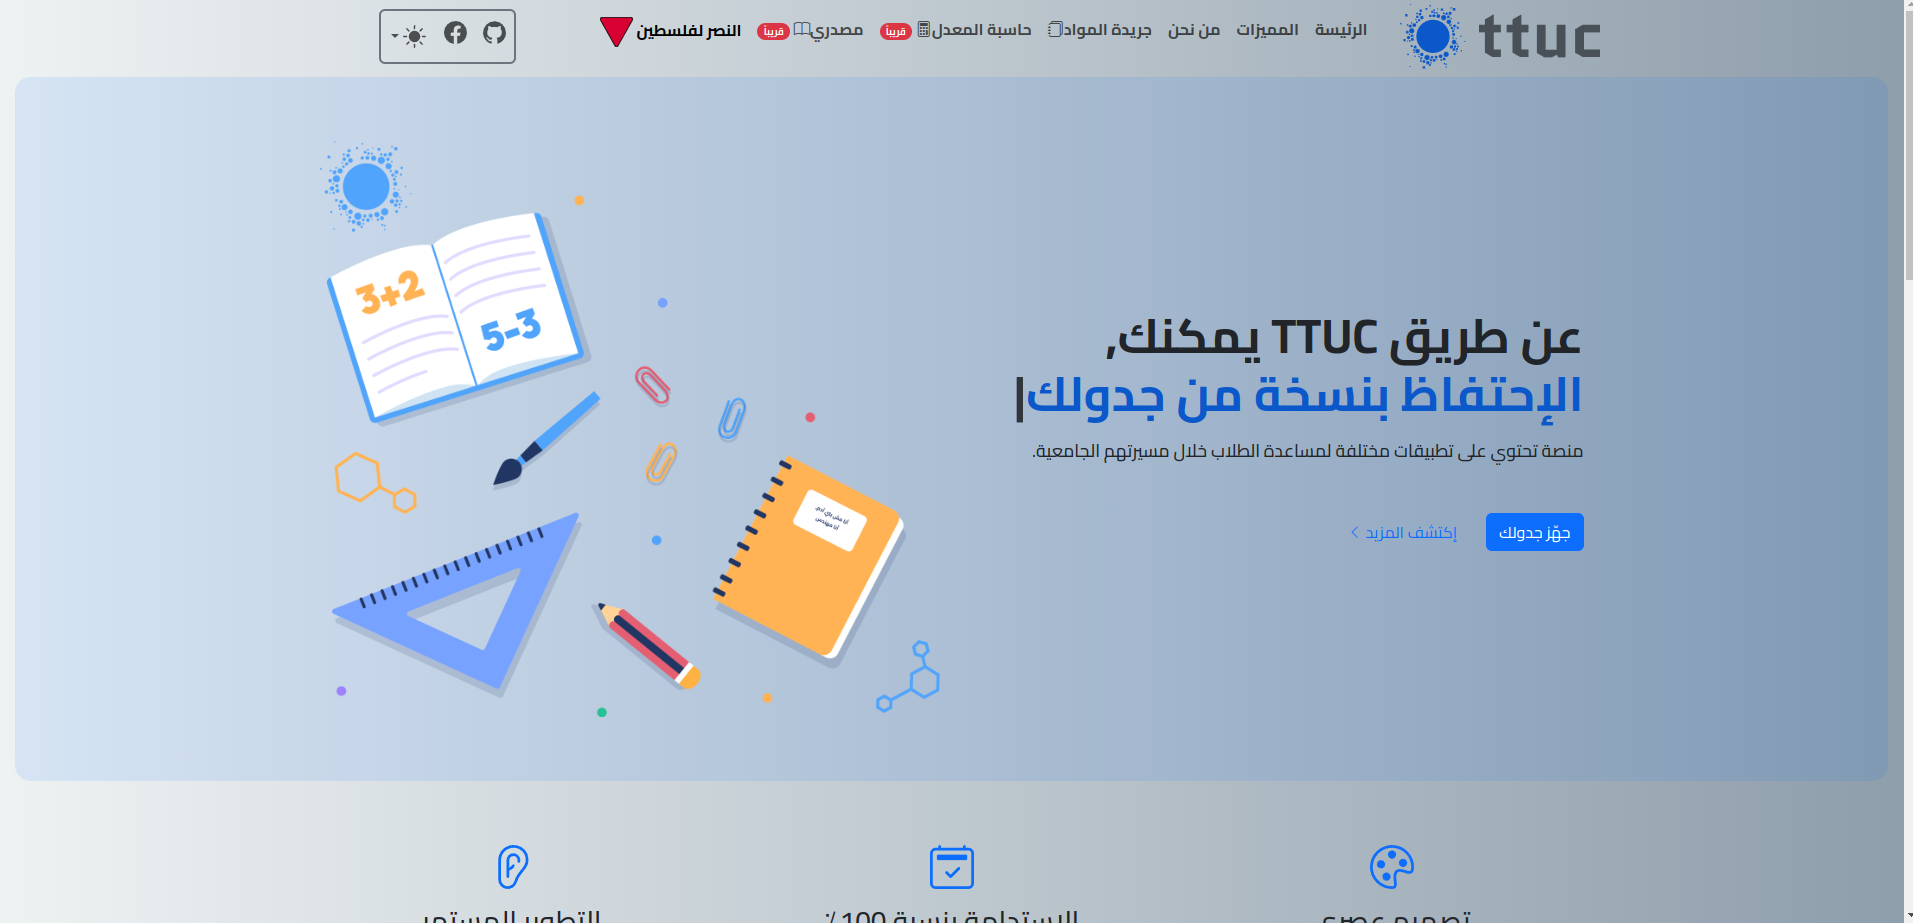 ttuc
الرئيسة
المميزات
من نحن
جريدة المواد
حاسبة المعدل قريباً
مصدري قريباً
النصر لفلسطين
عن طريق TTUC يمكنك,
الإحتفاظ بنسخة من جدولك|
منصة تحتوي على تطبيقات مختلفة لمساعدة الطلاب خلال مسيرتهم الجامعية.
جهّز جدولك
إكتشف المزيد
3+2
5-3
تصميم عصري
الاستدامة بنسبة 100 ٪
التطوير المستمر